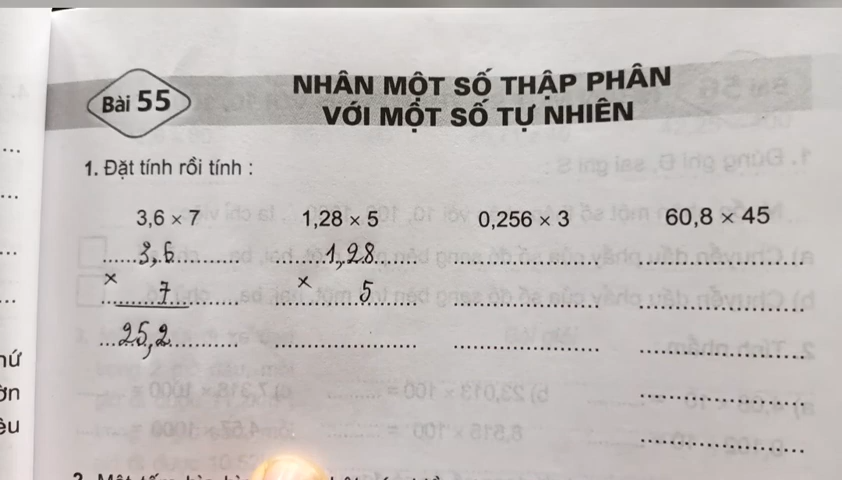 Bài 55
NHÂN MỘT SỐ THẬP PHÂN
VỚI MỘT SỐ TỰ NHIÊN
1. Đặt tính rồi tính :
3,6 × 7 1,28 × 5 0,256 × 3 60,8 × 45
3,6 1,28
× 7 × 5
25,2